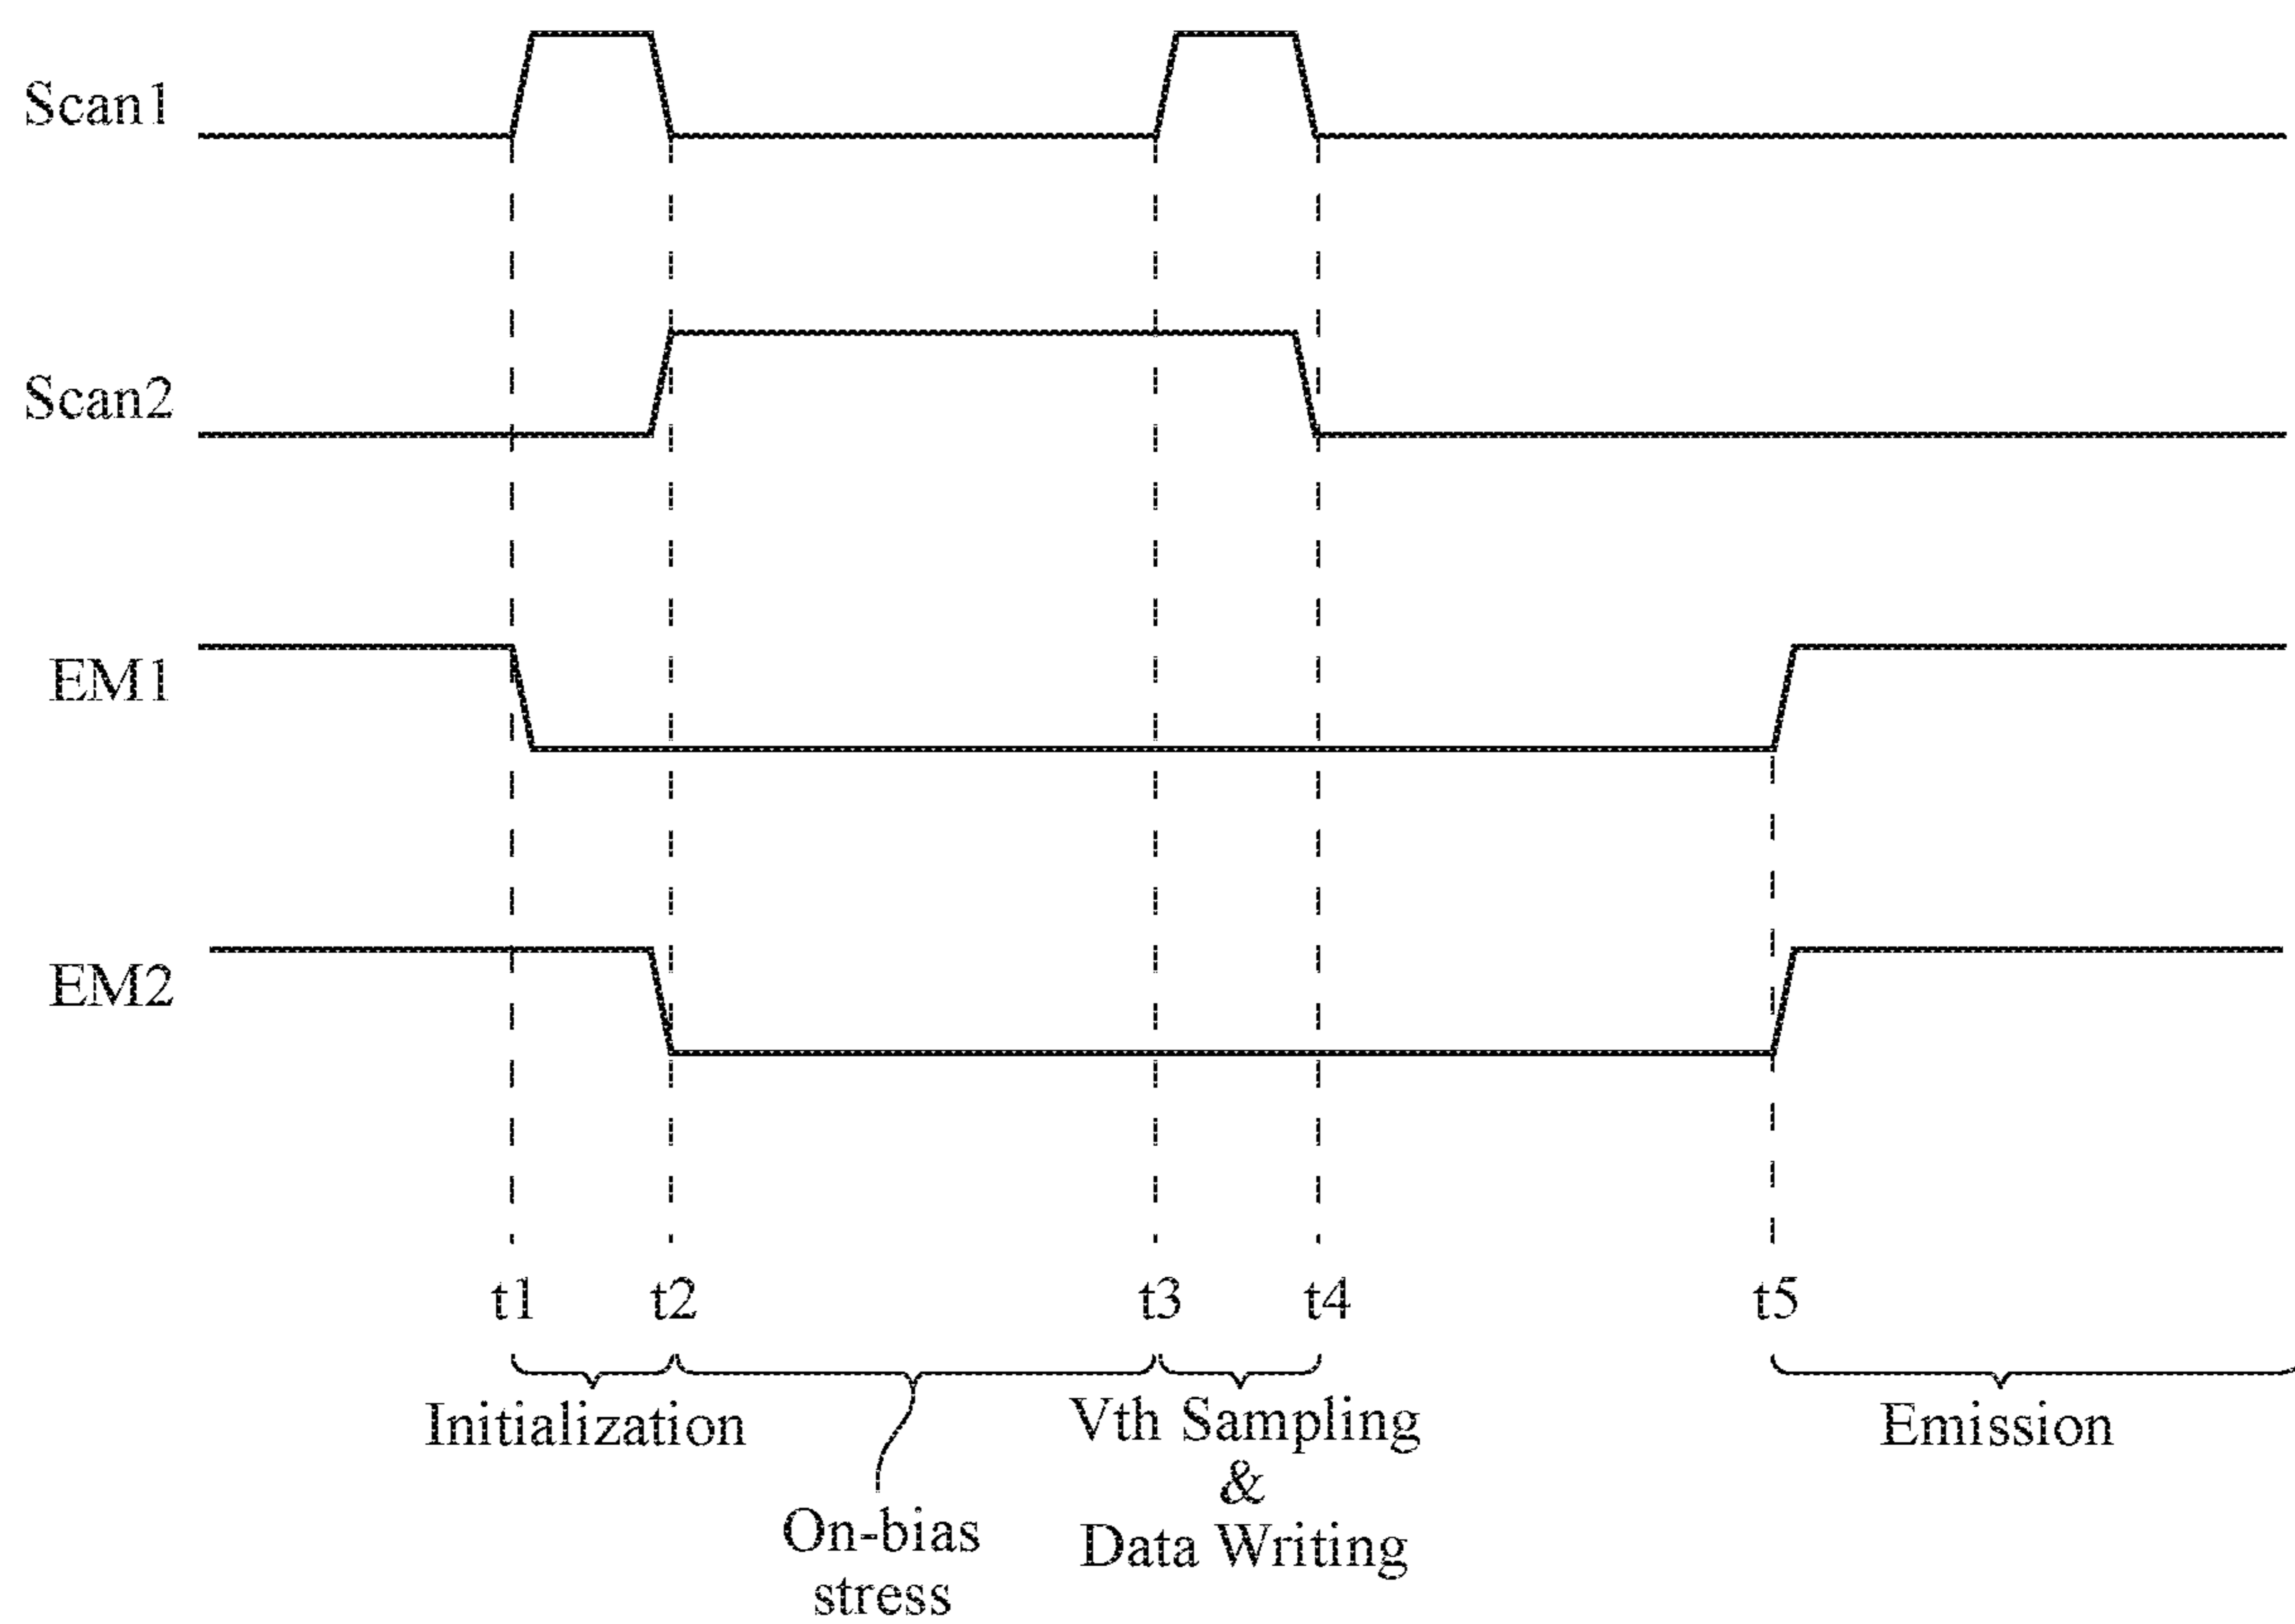 Scan1
Scan2
EM1
EM2
t1 t2 t3 t4 t5
Initialization
On-bias
stress
Vth Sampling
&
Data Writing
Emission